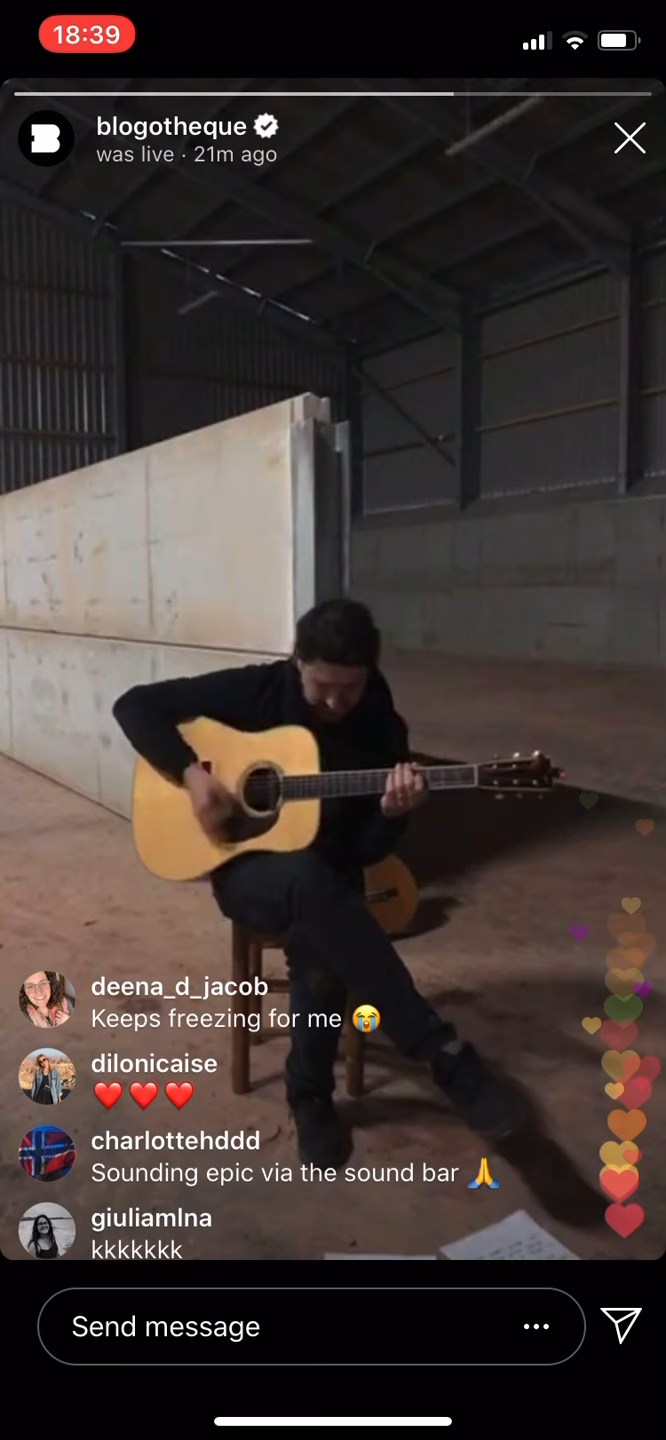 18:39
blogotheque
was live · 21m ago
deena_d_jacob
Keeps freezing for me 😭
dilonicaise
❤️❤️❤️
charlottehddd
Sounding epic via the sound bar 🙏
giuliamlna
kkkkkkk
Send message